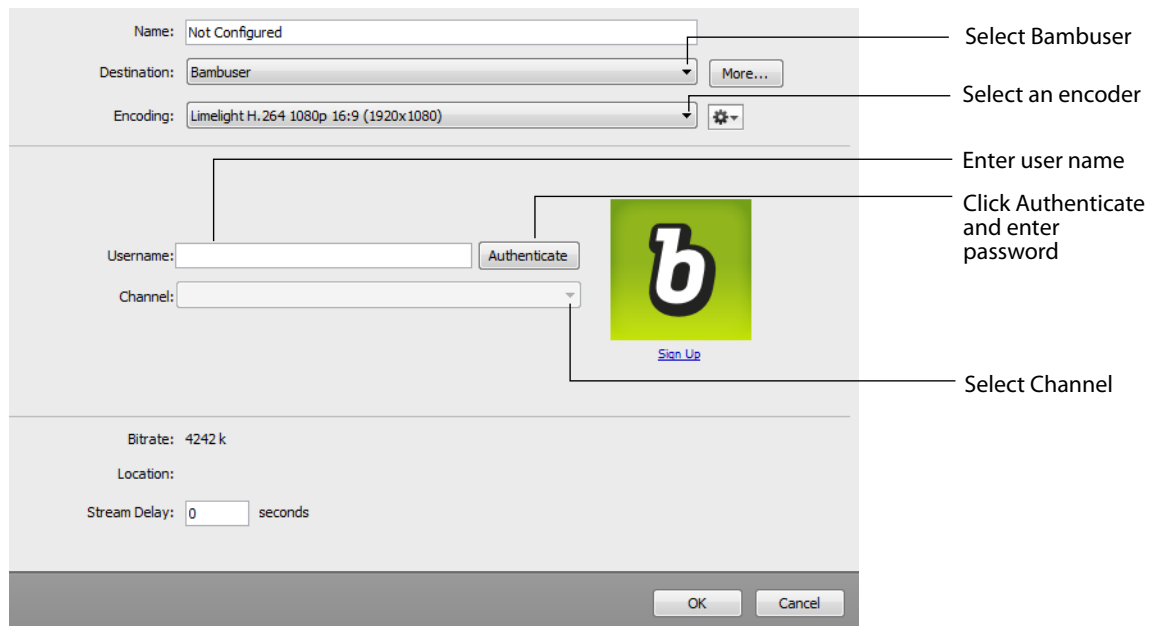 Name: Not Configured
Select Bambuser
Destination: Bambuser More...
Select an encoder
Encoding: Limelight H.264 1080p 16:9 (1920x1080)
Enter user name
Click Authenticate
and enter
password
Username: Authenticate
b
Channel:
Sign Up
Select Channel
Bitrate: 4242 k
Location:
Stream Delay: 0 seconds
OK Cancel